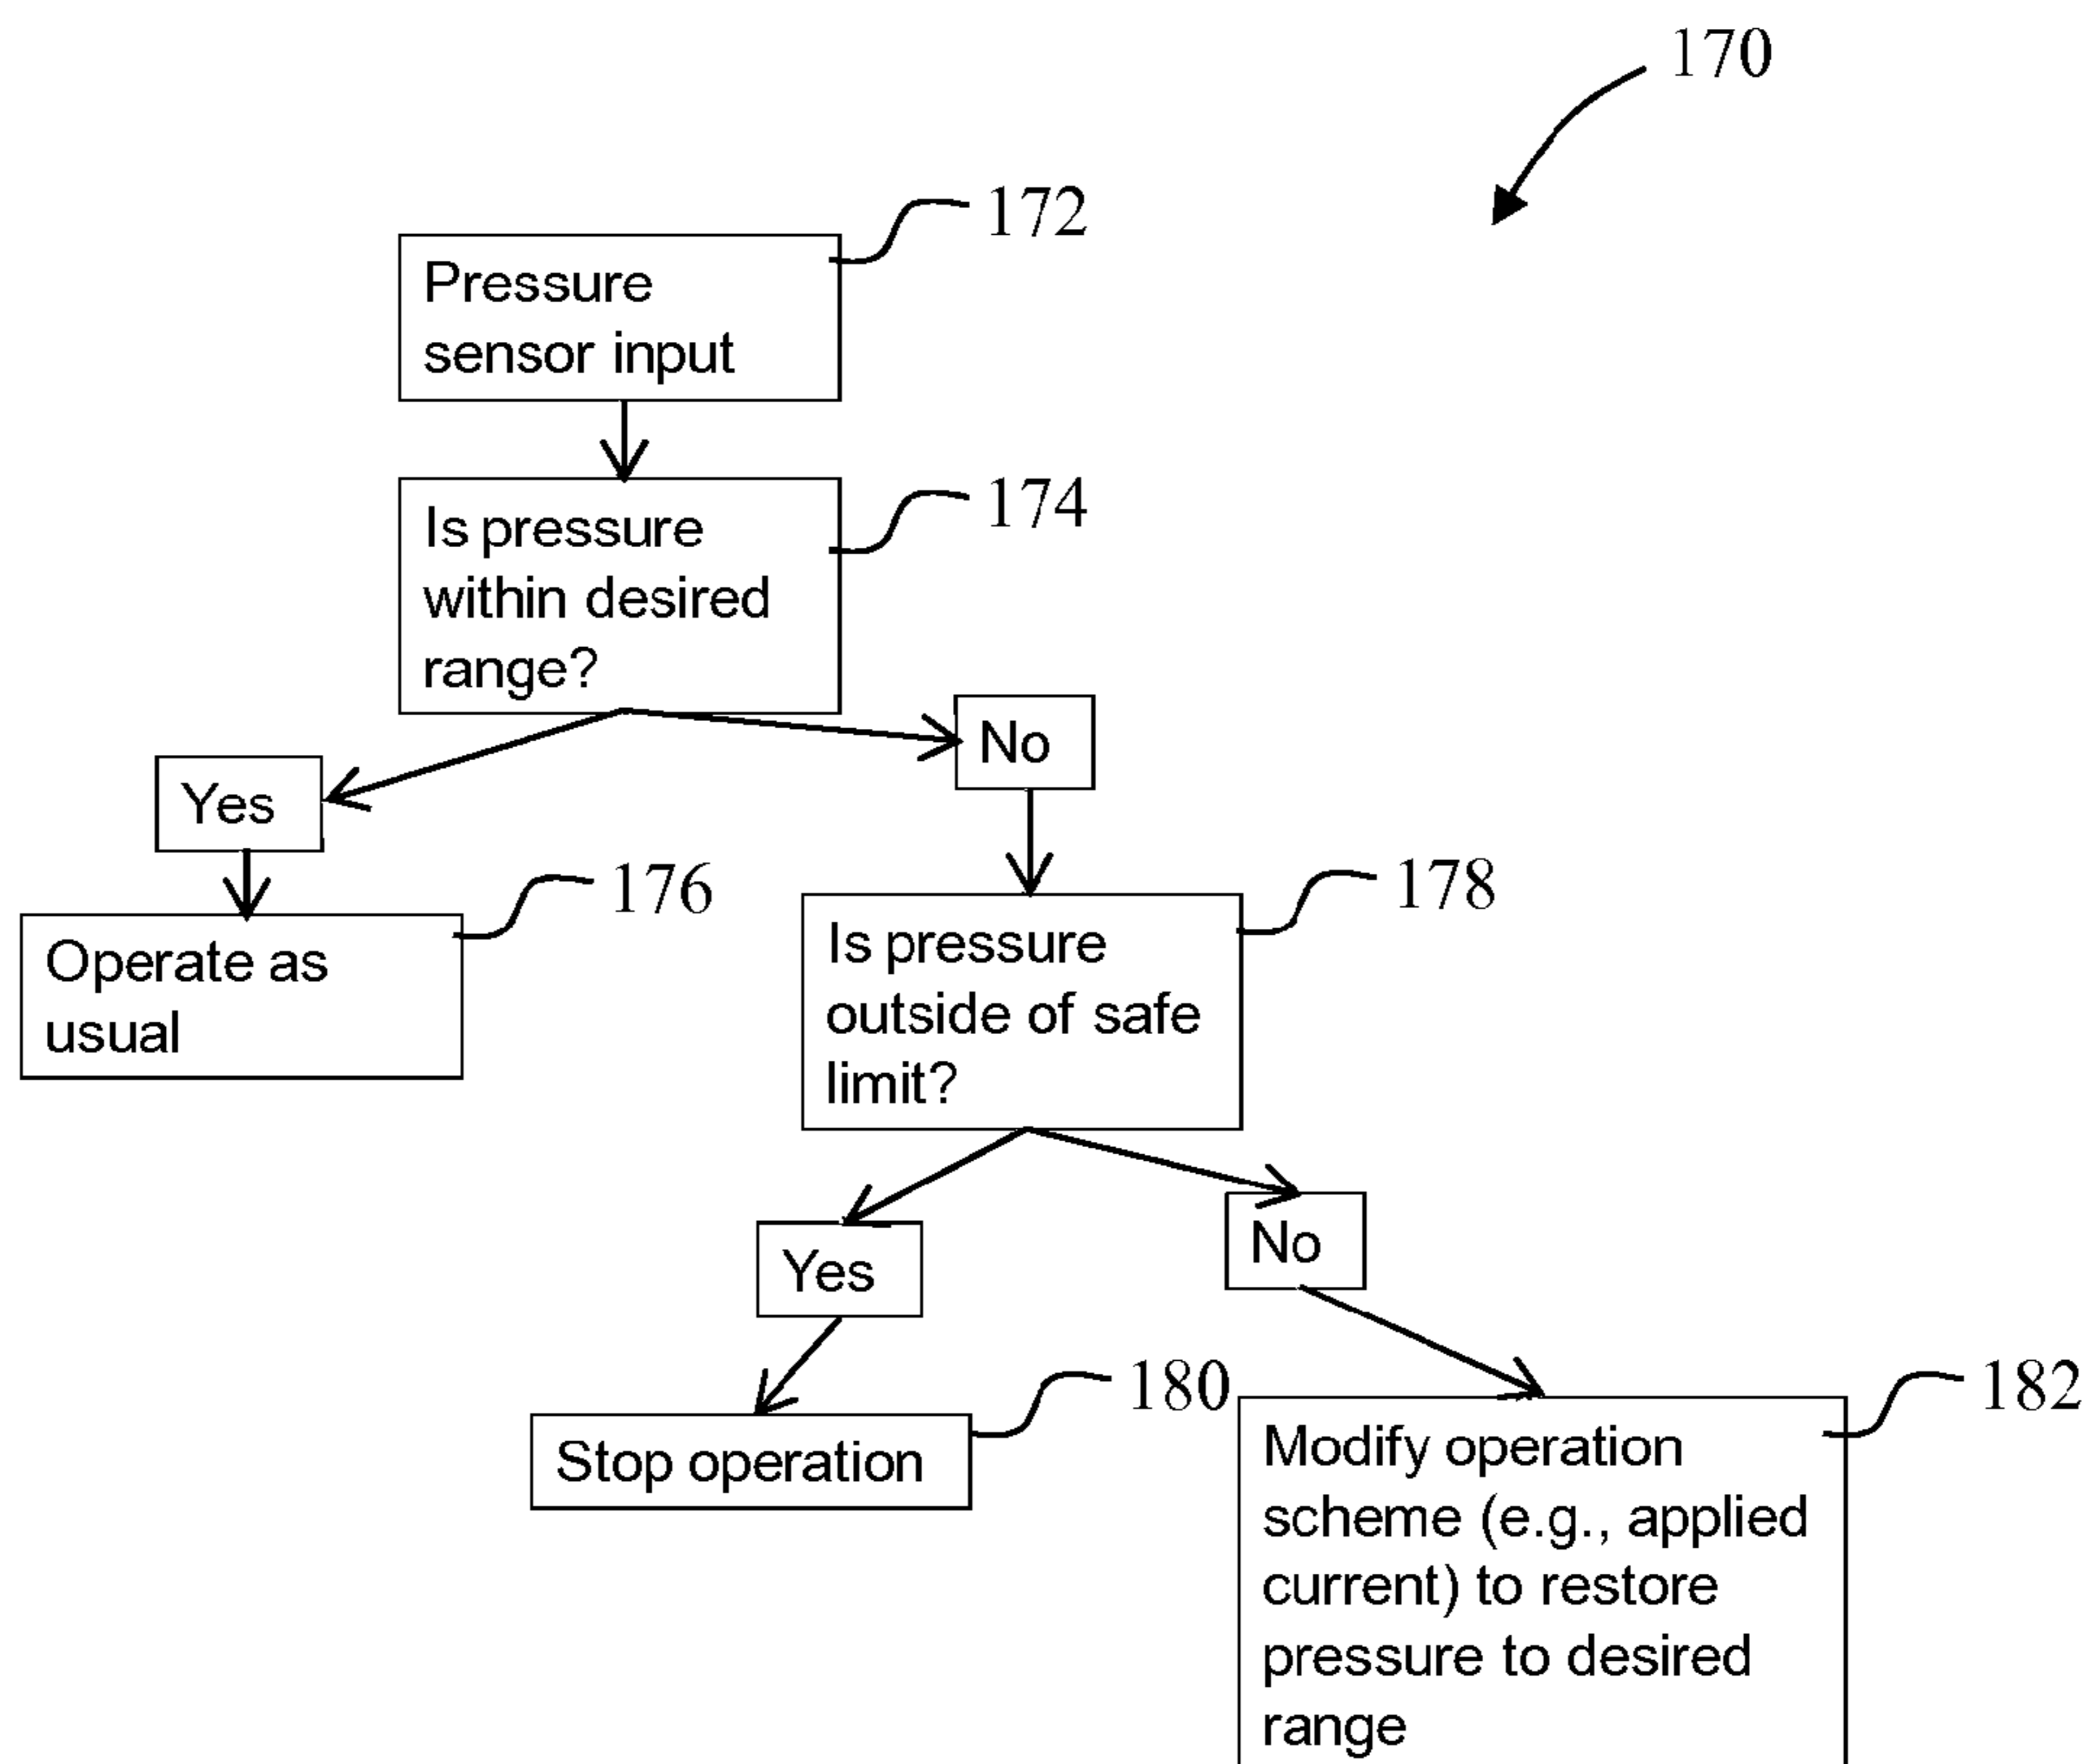 170
172
Pressure
sensor input
174
Is pressure
within desired
range?
No
Yes
176
Operate as
usual
178
Is pressure
outside of safe
limit?
Yes
No
180
Stop operation
182
Modify operation
scheme (e.g., applied
current) to restore
pressure to desired
range